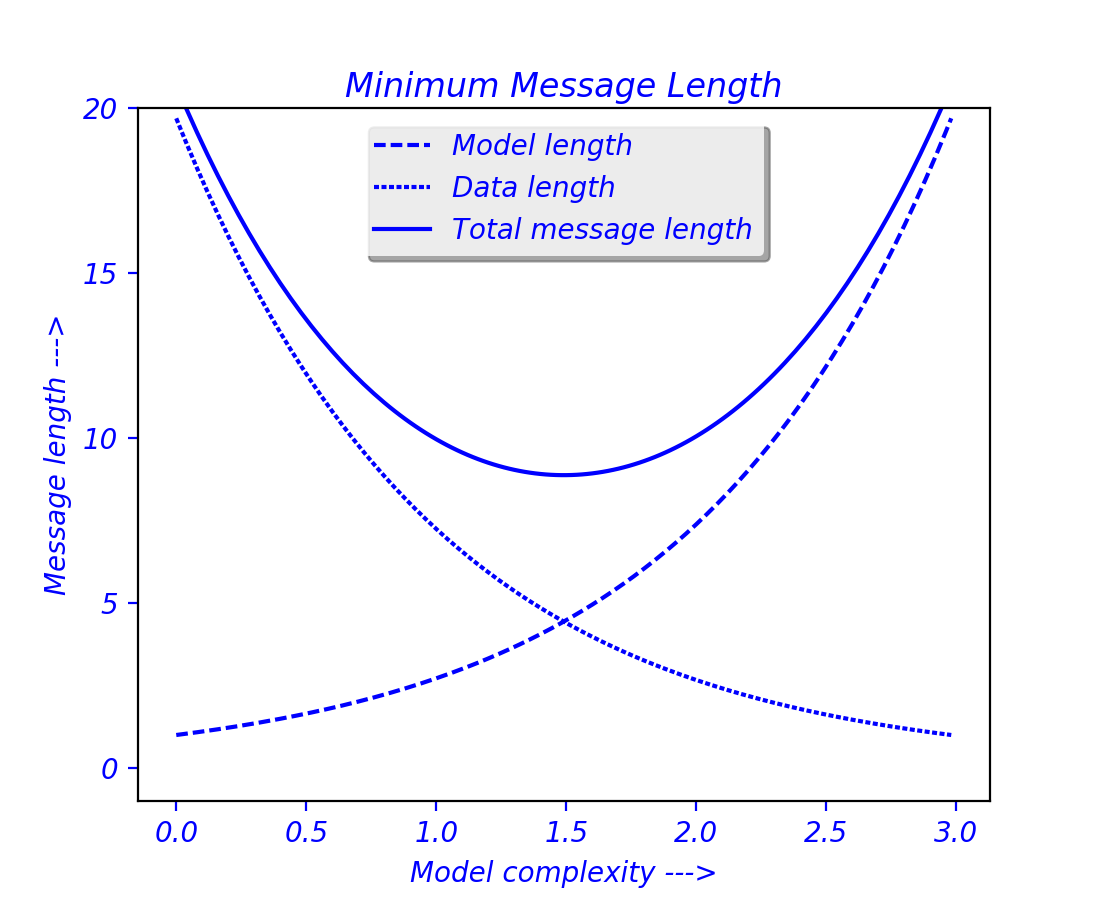 Minimum Message Length
Model length
Data length
Total message length
Message length --->
20
15
10
5
0
0.0 0.5 1.0 1.5 2.0 2.5 3.0
Model complexity --->